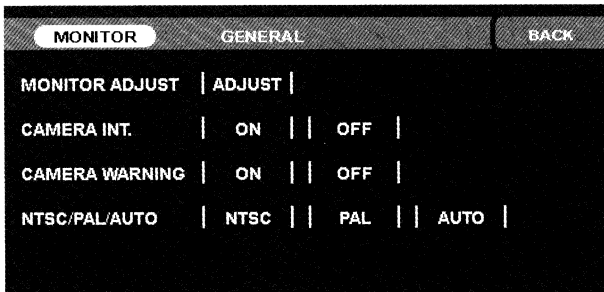 MONITOR GENERAL BACK
MONITOR ADJUST ADJUST
CAMERA INT. ON OFF
CAMERA WARNING ON OFF
NTSC/PAL/AUTO NTSC PAL AUTO